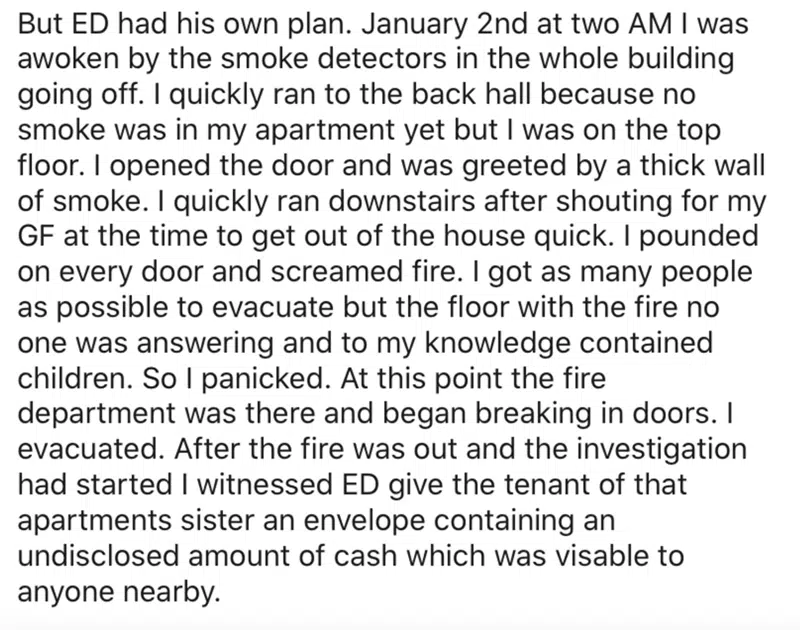 But ED had his own plan. January 2nd at two AM I was
awoken by the smoke detectors in the whole building
going off. I quickly ran to the back hall because no
smoke was in my apartment yet but I was on the top
floor. I opened the door and was greeted by a thick wall
of smoke. I quickly ran downstairs after shouting for my
GF at the time to get out of the house quick. I pounded
on every door and screamed fire. I got as many people
as possible to evacuate but the floor with the fire no
one was answering and to my knowledge contained
children. So I panicked. At this point the fire
department was there and began breaking in doors. I
evacuated. After the fire was out and the investigation
had started I witnessed ED give the tenant of that
apartments sister an envelope containing an
undisclosed amount of cash which was visable to
anyone nearby.